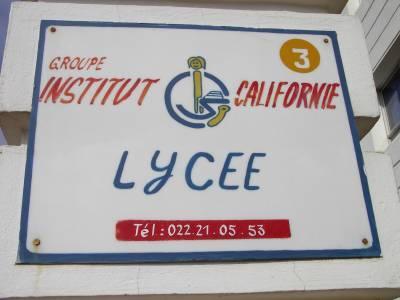 3
GROUPE
INSTITUT CALIFORNIE
LYCEE
Tél: 022.21.05.53